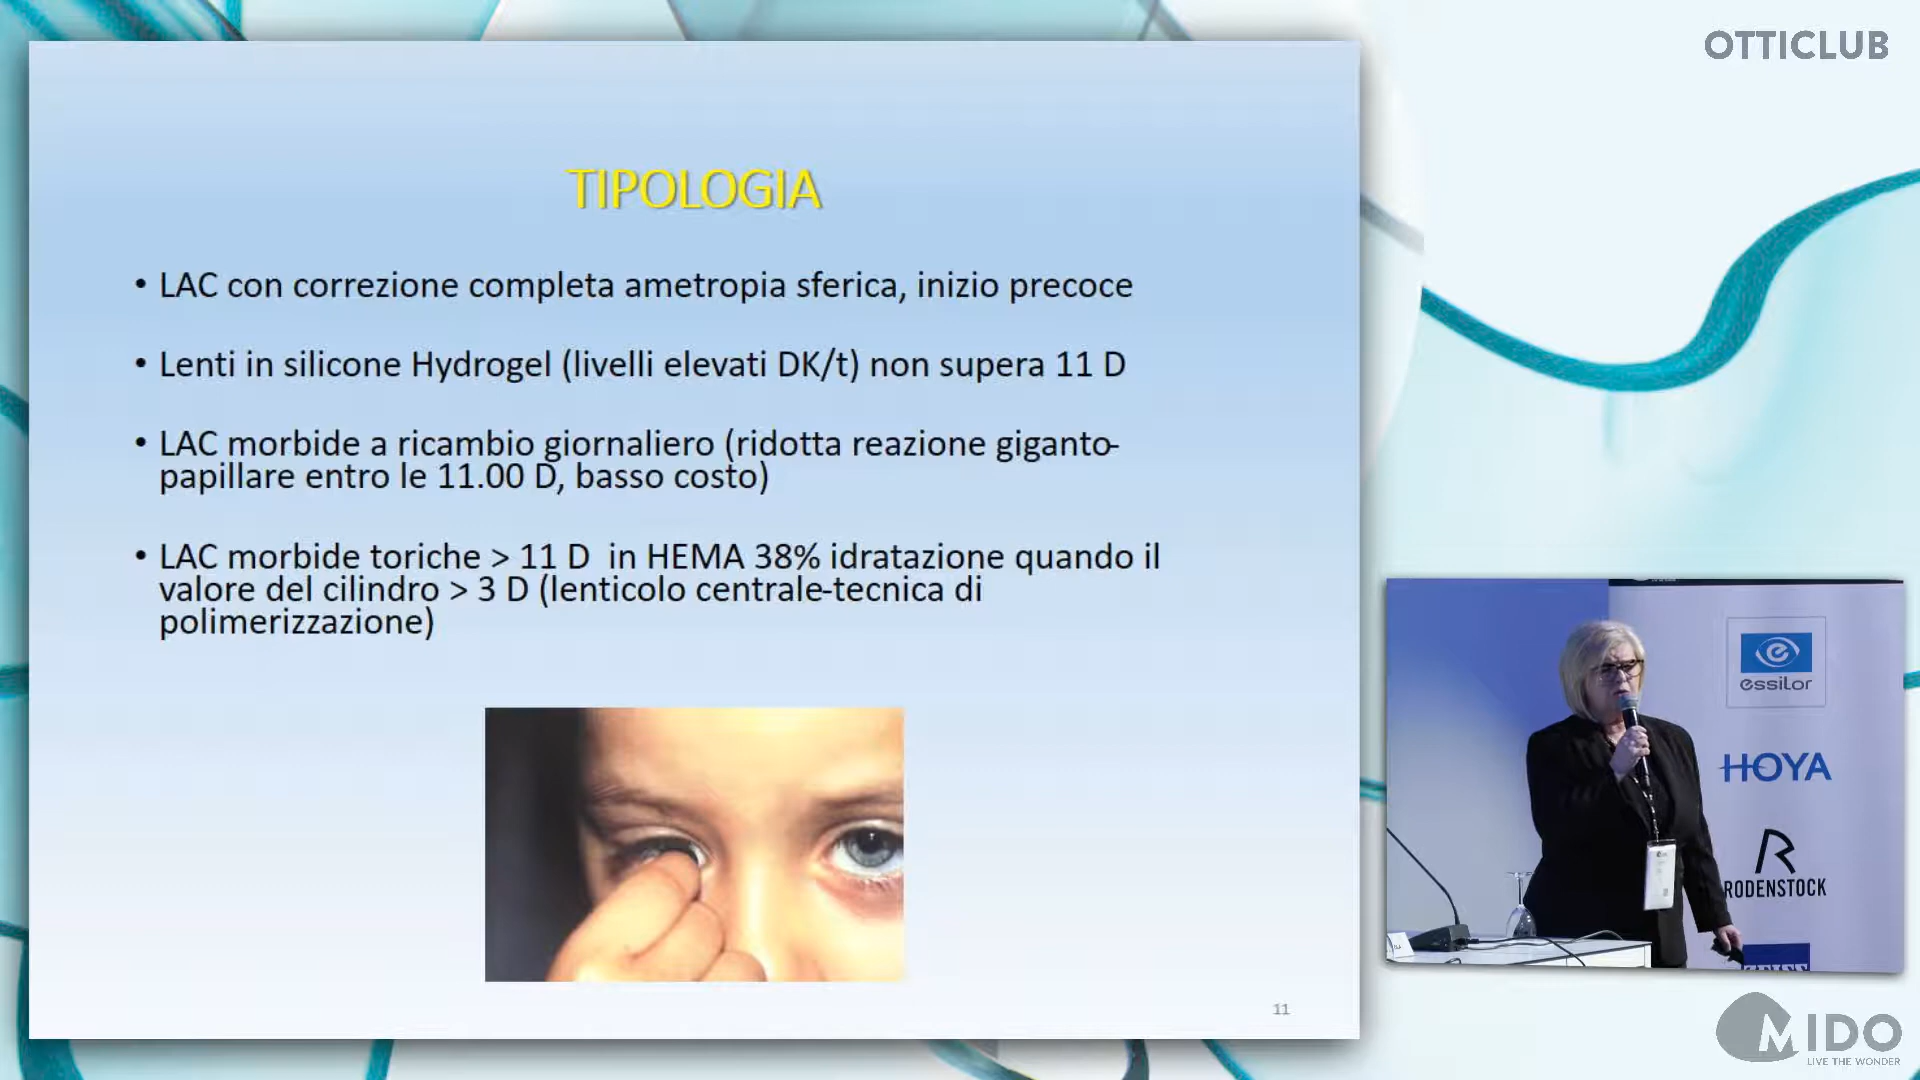 OTTICLUB
TIPOLOGIA
• LAC con correzione completa ametropia sferica, inizio precoce
• Lenti in silicone Hydrogel (livelli elevati DK/t) non supera 11 D
• LAC morbide a ricambio giornaliero (ridotta reazione giganto-
papillare entro le 11.00 D, basso costo)
• LAC morbide toriche > 11 D in HEMA 38% idratazione quando il
valore del cilindro > 3 D (lenticolo centrale-tecnica di
polimerizzazione)
11
essilor
HOYA
RODENSTOCK
MIDO
LIVE THE WONDER